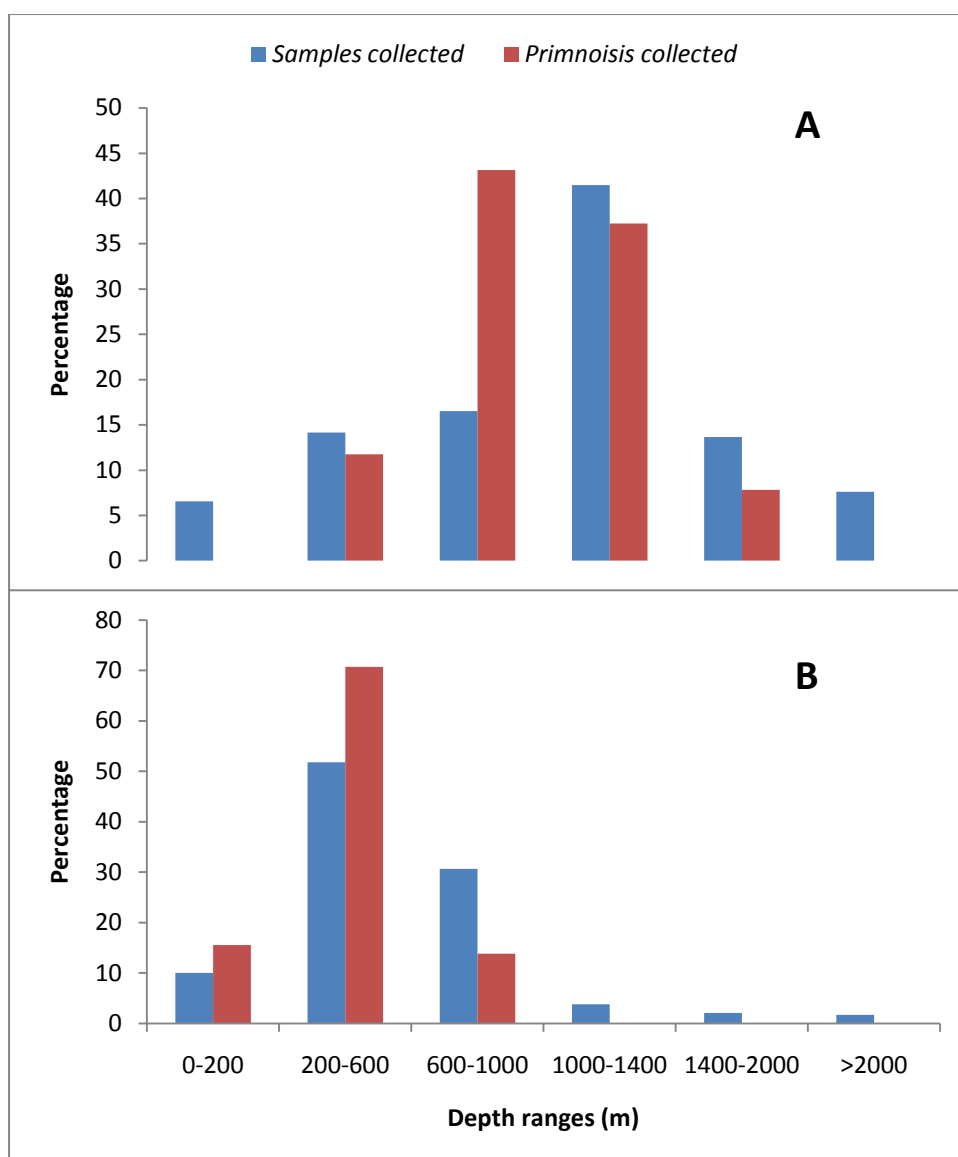 Samples collected Primnoisis collected
A
50
45
40
35
30
25
20
15
10
5
0
Percentage
B
80
70
60
50
40
30
20
10
0
Percentage
0-200 200-600 600-1000 1000-1400 1400-2000 >2000
Depth ranges (m)